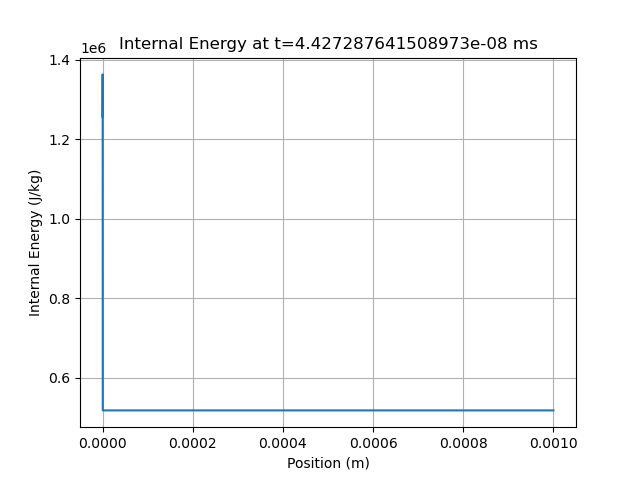 Internal Energy at t=4.427287641508973e-08 ms
1e6
1.4
1.2
1.0
0.8
0.6
Internal Energy (J/kg)
0.0000 0.0002 0.0004 0.0006 0.0008 0.0010
Position (m)